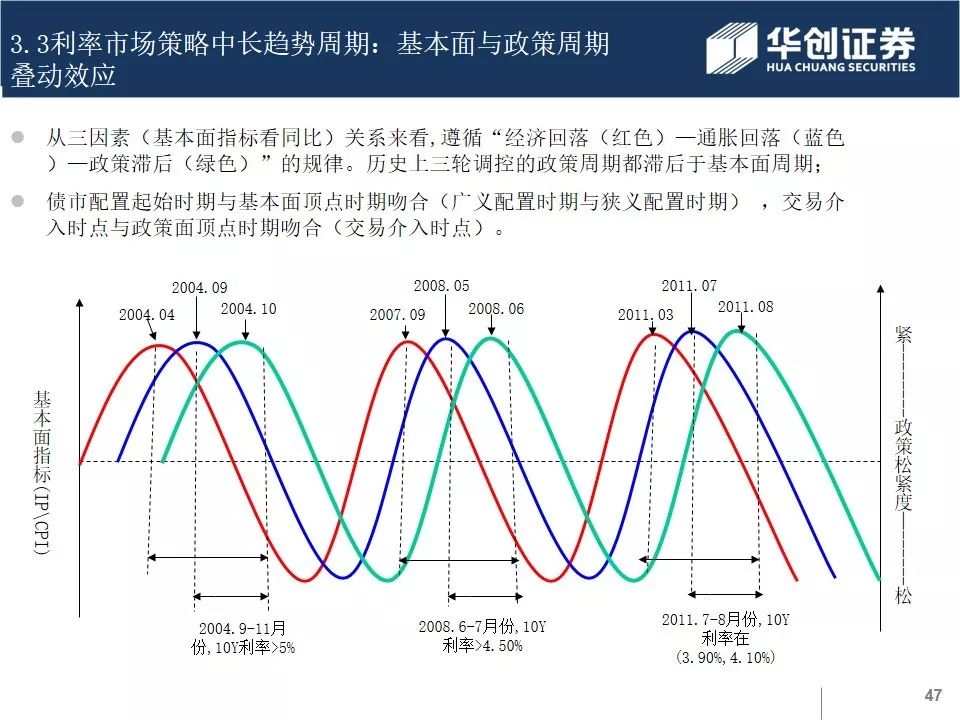 3.3利率市场策略中长趋势周期：基本面与政策周期
叠动效应
华创证券
HUA CHUANG SECURITIES
从三因素（基本面指标看同比）关系来看,遵循“经济回落（红色）—通胀回落（蓝色
）—政策滞后（绿色）”的规律。历史上三轮调控的政策周期都滞后于基本面周期；
债市配置起始时期与基本面顶点时期吻合（广义配置时期与狭义配置时期） ，交易介
入时点与政策面顶点时期吻合（交易介入时点）。
2004.04
2004.09
2004.10
2007.09
2008.05
2008.06
2011.03
2011.07
2011.08
基本面指标(IP\CPI)
紧————政策松紧度————松
2004.9-11月
份,10Y利率>5%
2008.6-7月份,10Y
利率>4.50%
2011.7-8月份,10Y
利率在
(3.90%,4.10%)
47